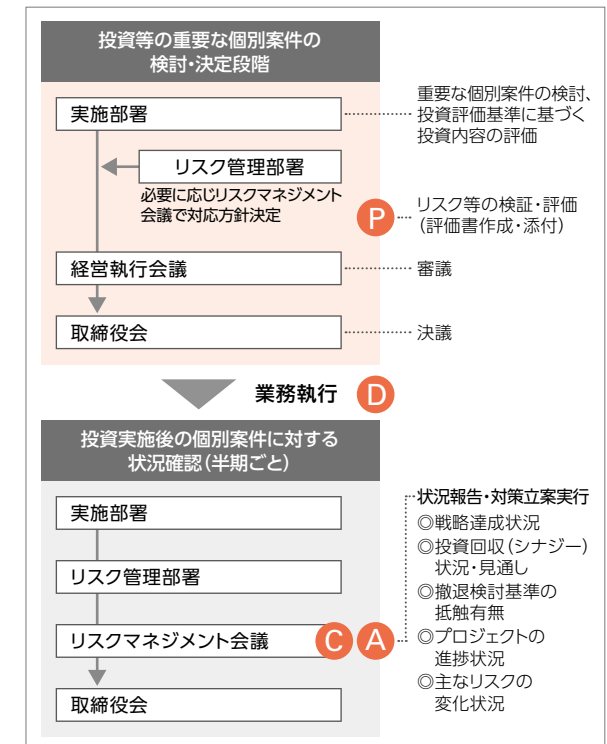 投資等の重要な個別案件の
検討・決定段階
実施部署
重要な個別案件の検討、
投資評価基準に基づく
投資内容の評価
リスク管理部署
必要に応じリスクマネジメント
会議で対応方針決定
P
リスク等の検証・評価
（評価書作成・添付）
経営執行会議
審議
取締役会
決議
業務執行 D
投資実施後の個別案件に対する
状況確認（半期ごと）
実施部署
リスク管理部署
リスクマネジメント会議
C A
取締役会
状況報告・対策立案実行
◎戦略達成状況
◎投資回収（シナジー）
状況・見通し
◎撤退検討基準の
抵触有無
◎プロジェクトの
進捗状況
◎主なリスクの
変化状況